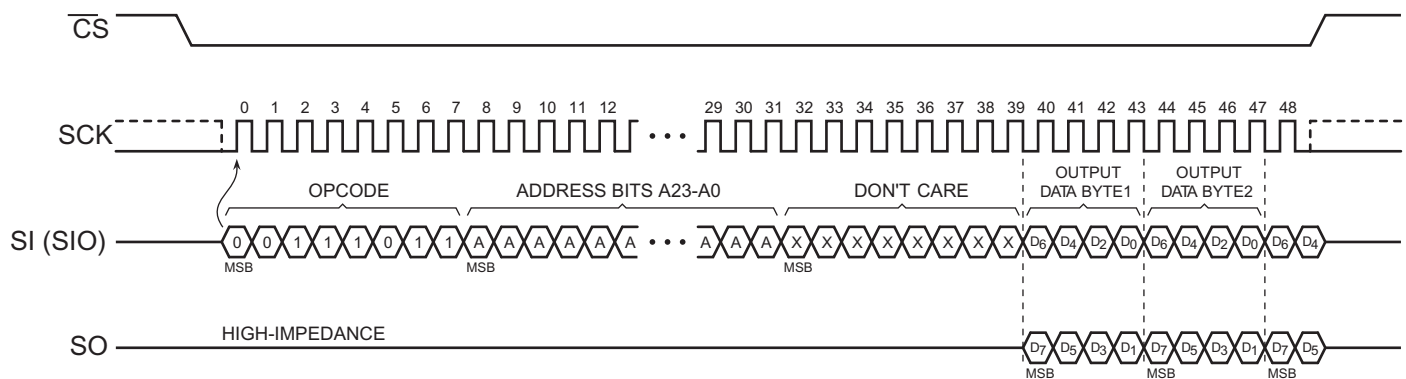 CS
0 1 2 3 4 5 6 7 8 9 10 11 12 29 30 31 32 33 34 35 36 37 38 39 40 41 42 43 44 45 46 47 48
SCK
OPCODE ADDRESS BITS A23-A0 DON'T CARE OUTPUT DATA BYTE1 OUTPUT DATA BYTE2
SI (SIO) 0 0 1 1 1 0 1 1 A A A A A A A A A X X X X X X X X D6 D4 D2 D0 D6 D4 D2 D0 D6 D4
MSB MSB MSB
HIGH-IMPEDANCE
SO D7 D5 D3 D1 D7 D5 D3 D1 D7 D5
MSB MSB MSB